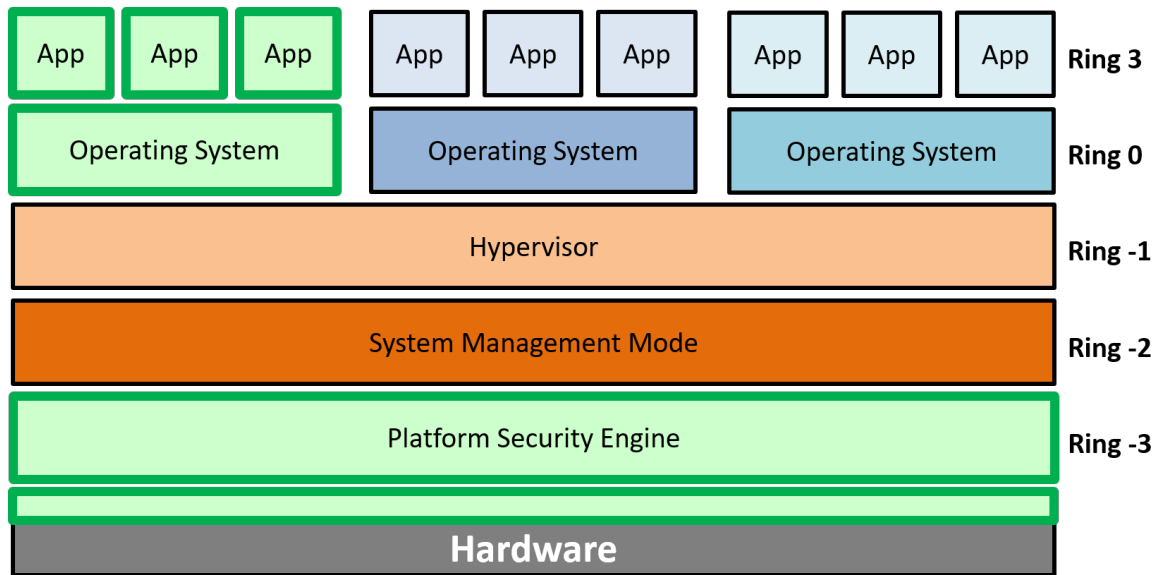 App App App App App App App App App Ring 3
Operating System Operating System Operating System Ring 0
Hypervisor Ring -1
System Management Mode Ring -2
Platform Security Engine Ring -3
Hardware